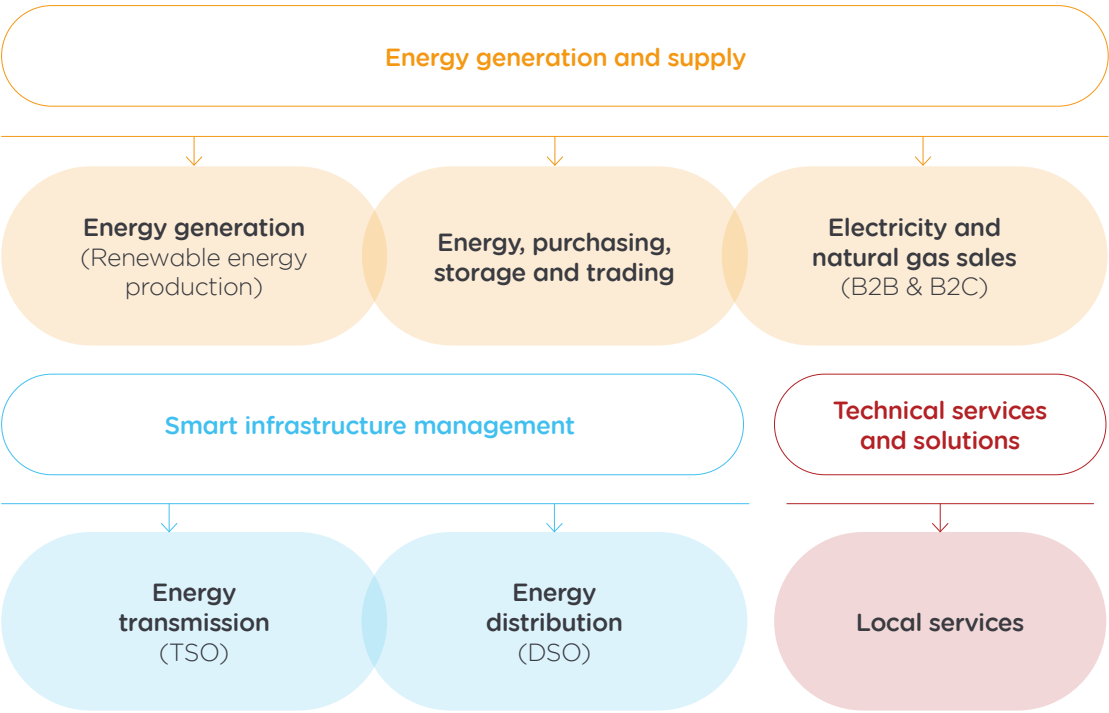 Energy generation and supply
Energy generation
(Renewable energy
production)
Energy, purchasing,
storage and trading
Electricity and
natural gas sales
(B2B & B2C)
Smart infrastructure management
Technical services
and solutions
Energy
transmission
(TSO)
Energy
distribution
(DSO)
Local services